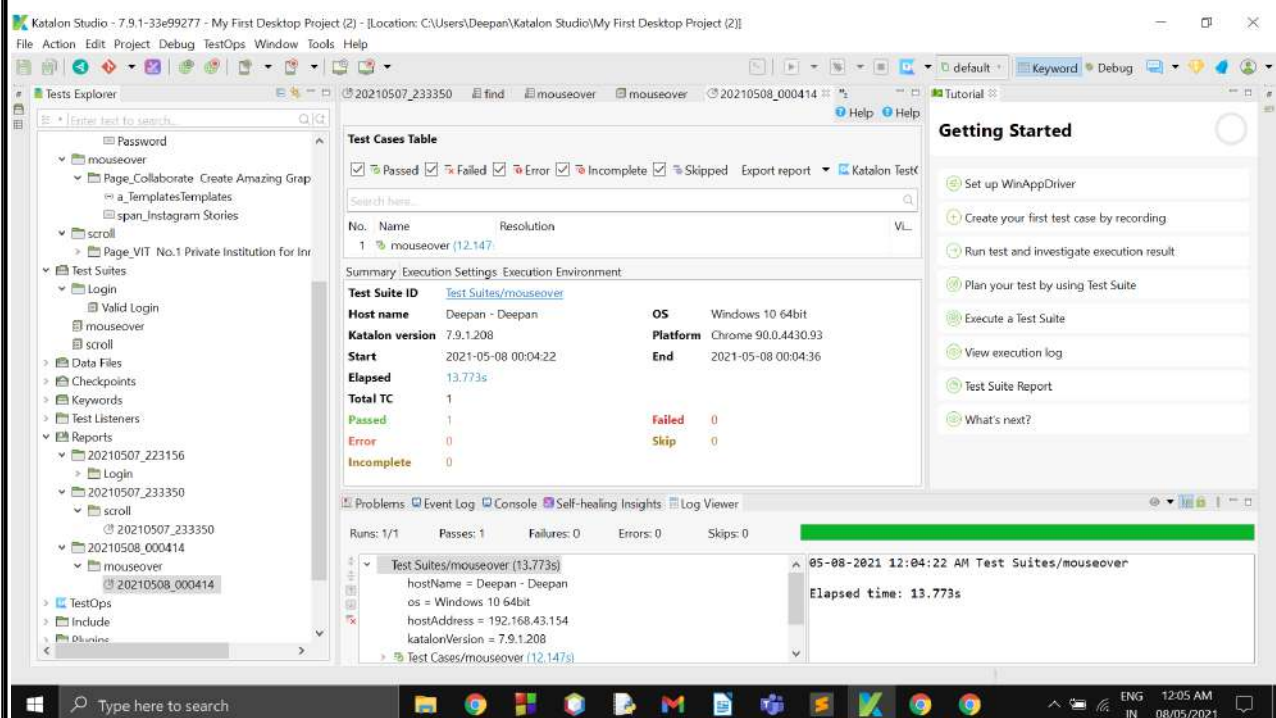 Katalon Studio - 7.9.1-33e99277 - My First Desktop Project (2) - [Location: C:\Users\Deepan\Katalon Studio\My First Desktop Project (2)]
File Action Edit Project Debug TestOps Window Tools Help
default Keyword Debug
Tests Explorer
Enter text to search...
Password
mouseover
Page_Collaborate Create Amazing Grap
a_TemplatesTemplates
span_Instagram Stories
scroll
Page_VIT No.1 Private Institution for Inr
Test Suites
Login
Valid Login
mouseover
scroll
Data Files
Checkpoints
Keywords
Test Listeners
Reports
20210507_223156
Login
20210507_233350
scroll
20210507_233350
20210508_000414
mouseover
20210508_000414
TestOps
Include
Plugins
20210507_233350 find mouseover mouseover 20210508_000414
Help Help
Test Cases Table
Passed Failed Error Incomplete Skipped Export report Katalon Test
Search here...
No. Name Resolution Vi...
1 mouseover (12.147
Summary Execution Settings Execution Environment
Test Suite ID Test Suites/mouseover
Host name Deepan - Deepan OS Windows 10 64bit
Katalon version 7.9.1.208 Platform Chrome 90.0.4430.93
Start 2021-05-08 00:04:22 End 2021-05-08 00:04:36
Elapsed 13.773s
Total TC 1
Passed 1 Failed 0
Error 0 Skip 0
Incomplete 0
Tutorial
Getting Started
Set up WinAppDriver
Create your first test case by recording
Run test and investigate execution result
Plan your test by using Test Suite
Execute a Test Suite
View execution log
Test Suite Report
What's next?
Problems Event Log Console Self-healing Insights Log Viewer
Runs: 1/1 Passes: 1 Failures: 0 Errors: 0 Skips: 0
Test Suites/mouseover (13.773s)
hostName = Deepan - Deepan
os = Windows 10 64bit
hostAddress = 192.168.43.154
katalonVersion = 7.9.1.208
Test Cases/mouseover (12.147s)
05-08-2021 12:04:22 AM Test Suites/mouseover
Elapsed time: 13.773s
Type here to search
ENG
IN
12:05 AM
08/05/2021